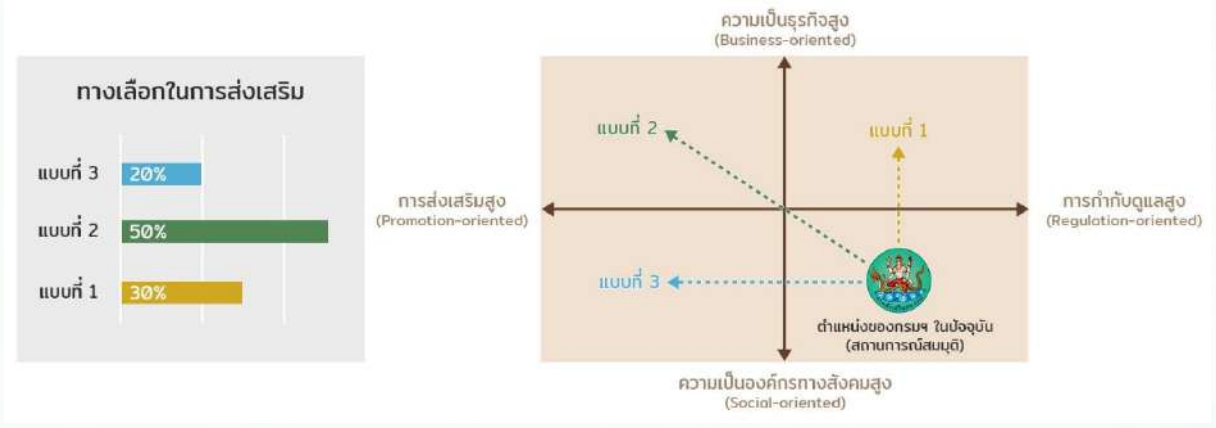 ทางเลือกในการส่งเสริม
แบบที่ 3
20%
แบบที่ 2
50%
แบบที่ 1
30%
ความเป็นธุรกิจสูง
(Business-oriented)
แบบที่ 2
แบบที่ 1
การส่งเสริมสูง
(Promotion-oriented)
การกำกับดูแลสูง
(Regulation-oriented)
แบบที่ 3
ตำแหน่งของกรมฯ ในปัจจุบัน
(สถานการณ์สมมุติ)
ความเป็นองค์กรทางสังคมสูง
(Social-oriented)